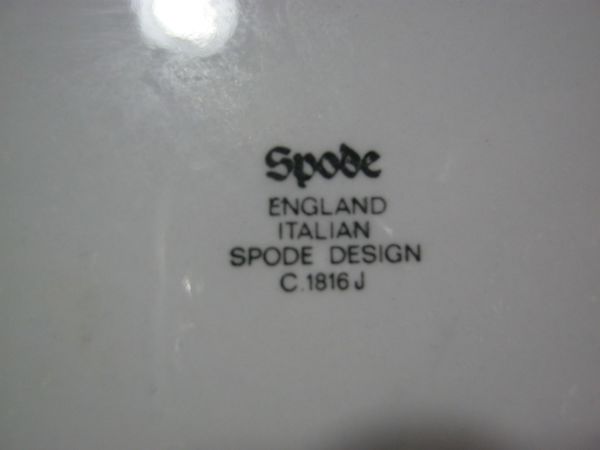 Spode
ENGLAND
ITALIAN
SPODE DESIGN
C.1816 J